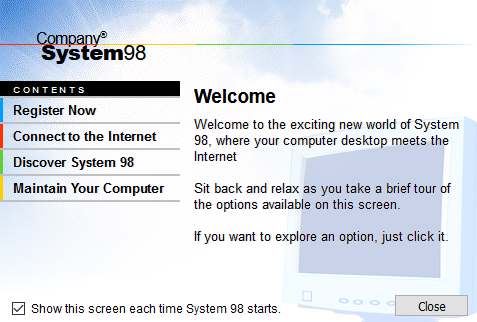 Company®
System98
CONTENTS
Register Now
Connect to the Internet
Discover System 98
Maintain Your Computer
Welcome
Welcome to the exciting new world of System
98, where your computer desktop meets the
Internet
Sit back and relax as you take a brief tour of
the options available on this screen.
If you want to explore an option, just click it.
Show this screen each time System 98 starts.
Close